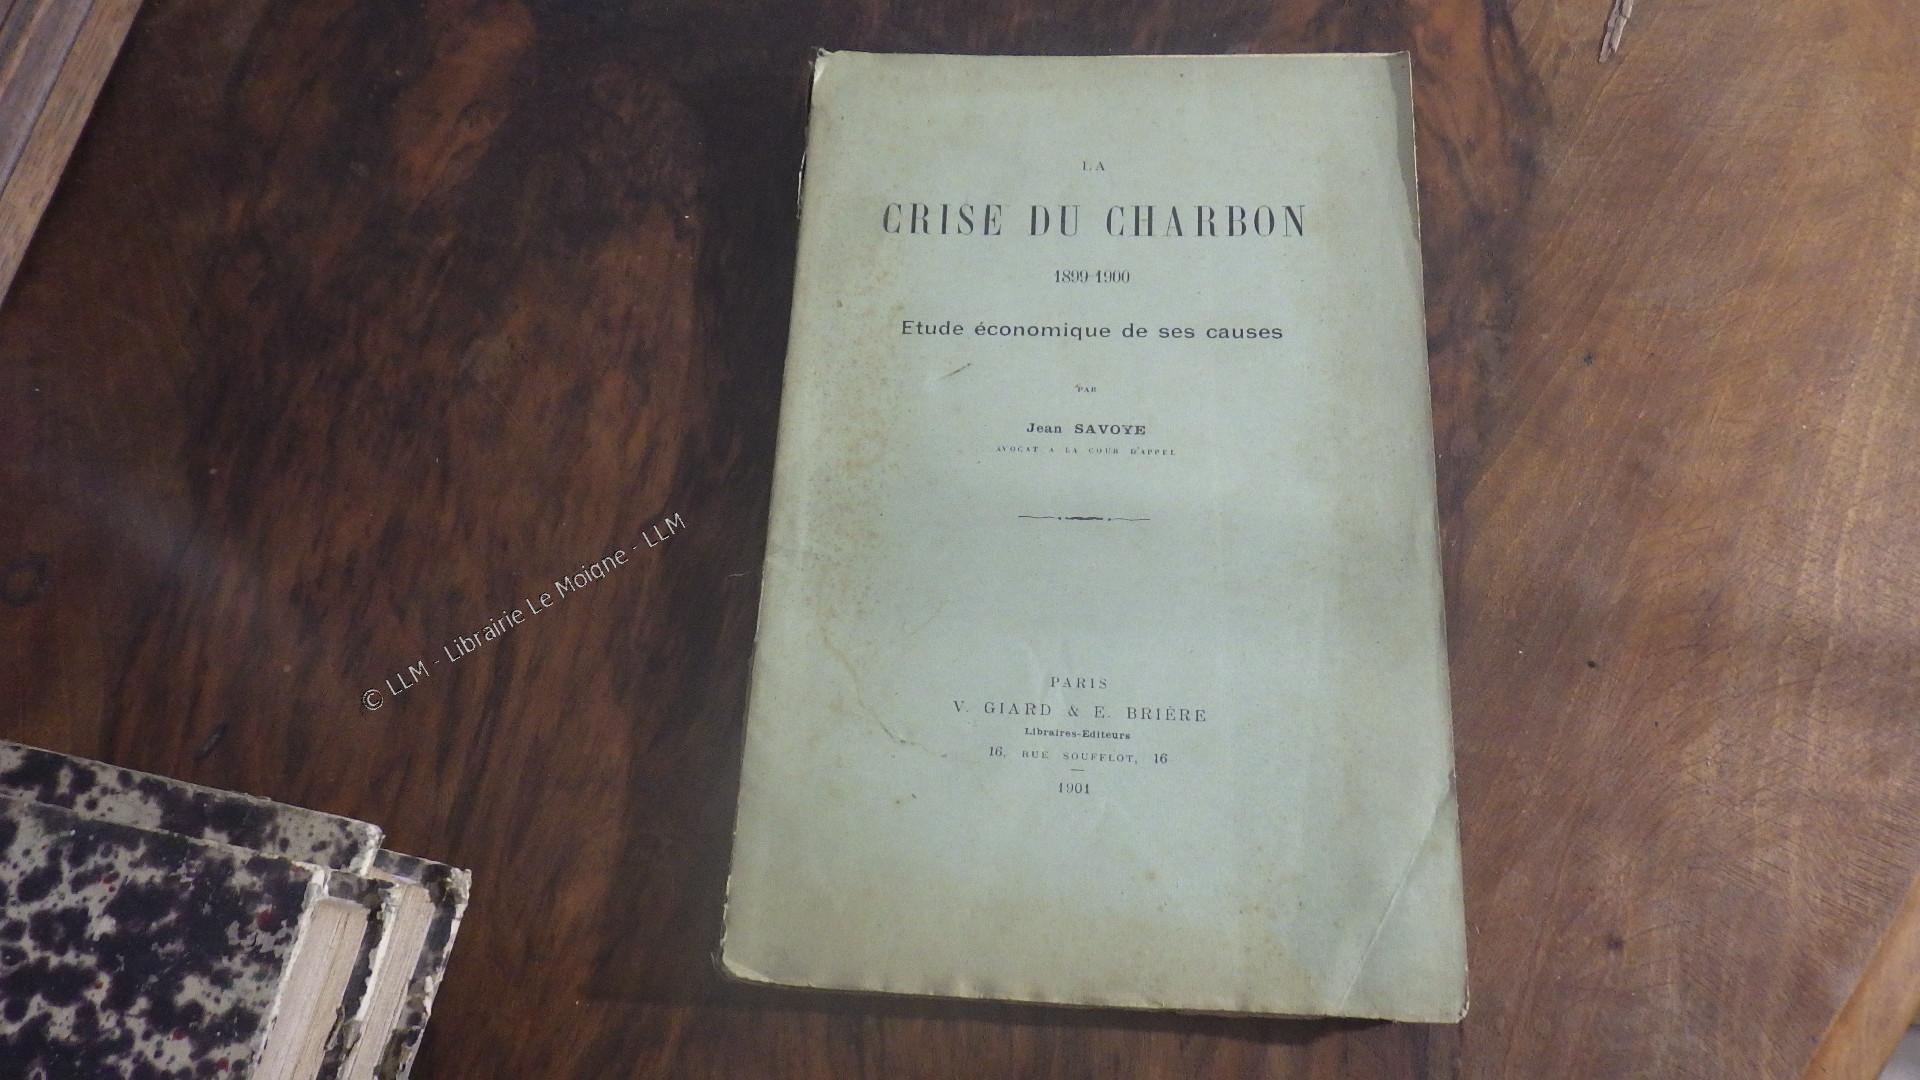 LA
CRISE DU CHARBON
1899-1900
Etude économique de ses causes
PAR
Jean SAVOYE
AVOCAT A LA COUR D'APPEL
PARIS
V. GIARD & E. BRIÈRE
Libraires-Editeurs
16, RUE SOUFFLOT, 16
1901
© LLM - Librairie Le Moigne - LLM